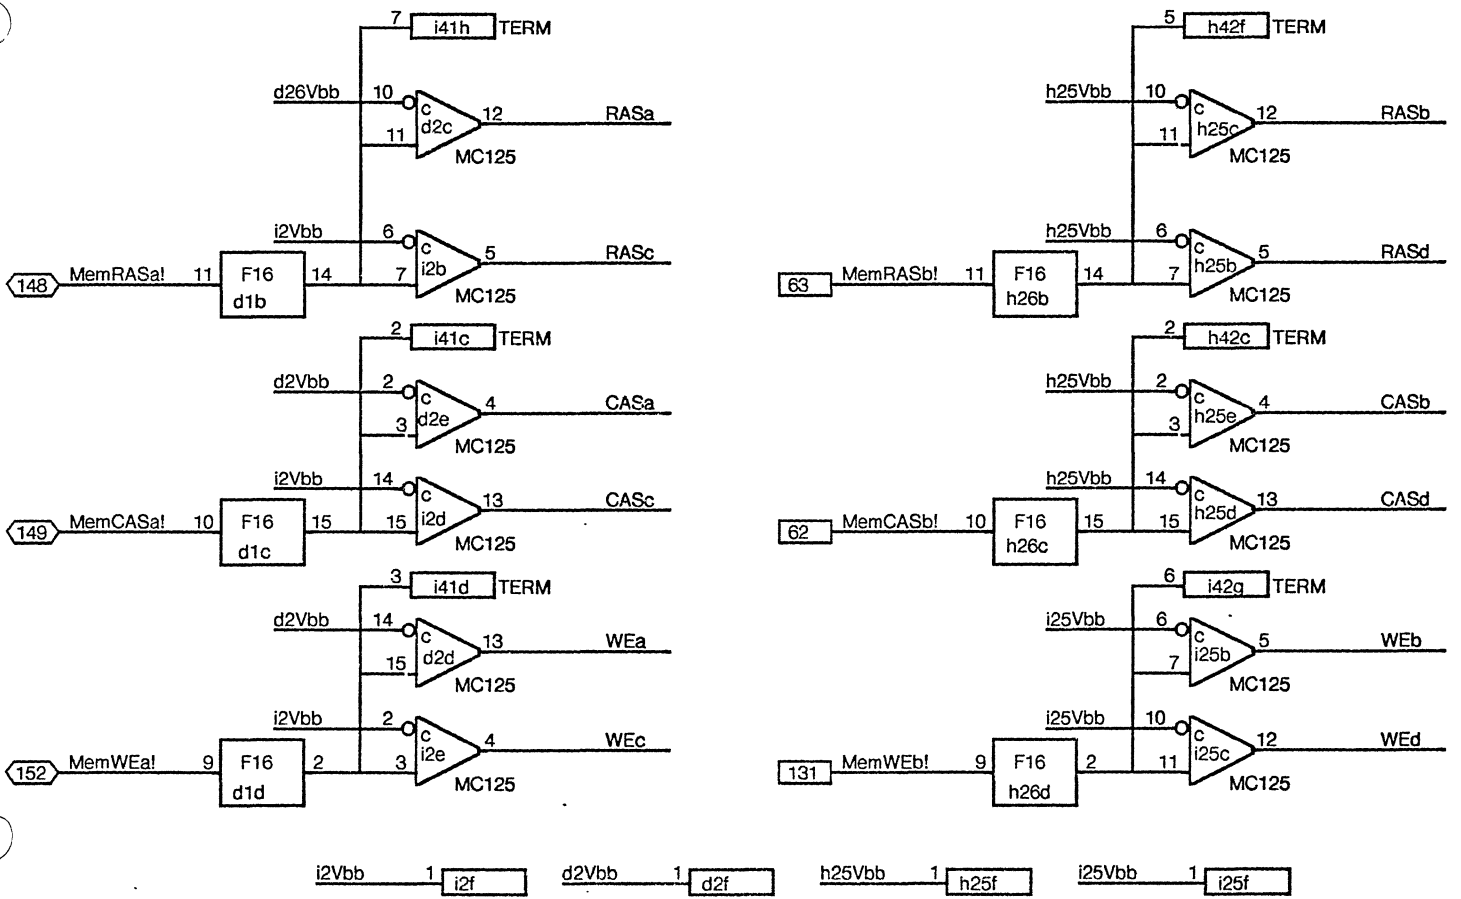 7 i41h TERM
d26Vbb 10 c d2c 12 RASa
11 MC125
i2Vbb 6 c i2b 5 RASc
148 MemRASa! 11 F16 d1b 14 7 MC125
2 i41c TERM
d2Vbb 2 c d2e 4 CASa
3 MC125
i2Vbb 14 c i2d 13 CASc
149 MemCASa! 10 F16 d1c 15 15 MC125
3 i41d TERM
d2Vbb 14 c d2d 13 WEa
15 MC125
i2Vbb 2 c i2e 4 WEc
152 MemWEa! 9 F16 d1d 2 3 MC125
5 h42f TERM
h25Vbb 10 c h25c 12 RASb
11 MC125
h25Vbb 6 c h25b 5 RASd
63 MemRASb! 11 F16 h26b 14 7 MC125
2 h42c TERM
h25Vbb 2 c h25e 4 CASb
3 MC125
h25Vbb 14 c h25d 13 CASd
62 MemCASb! 10 F16 h26c 15 15 MC125
6 i42g TERM
i25Vbb 6 c i25b 5 WEb
7 MC125
i25Vbb 10 c i25c 12 WEd
131 MemWEb! 9 F16 h26d 2 11 MC125
i2Vbb 1 i2f
d2Vbb 1 d2f
h25Vbb 1 h25f
i25Vbb 1 i25f